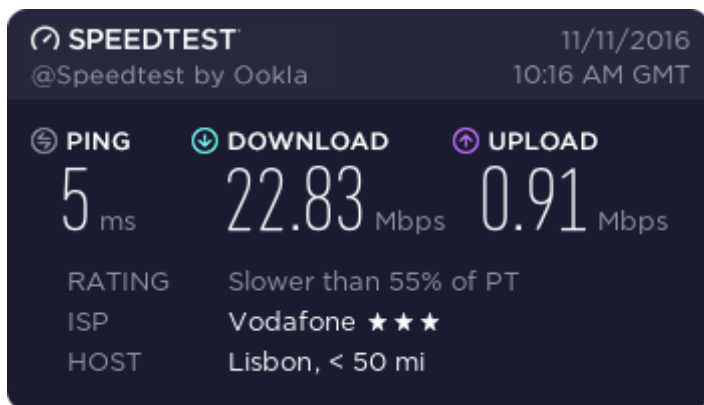 SPEEDTEST 11/11/2016
@Speedtest by Ookla 10:16 AM GMT
PING DOWNLOAD UPLOAD
5 ms 22.83 Mbps 0.91 Mbps
RATING Slower than 55% of PT
ISP Vodafone ★★★
HOST Lisbon, < 50 mi